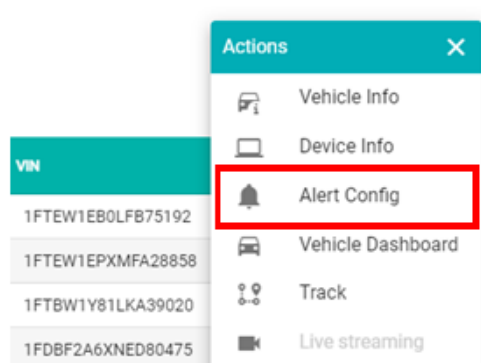 Actions
Vehicle Info
Device Info
Alert Config
Vehicle Dashboard
Track
Live streaming
VIN
1FTEW1EB0LFB75192
1FTEW1EPXMFA28858
1FTBW1Y81LKA39020
1FDBF2A6XNED80475